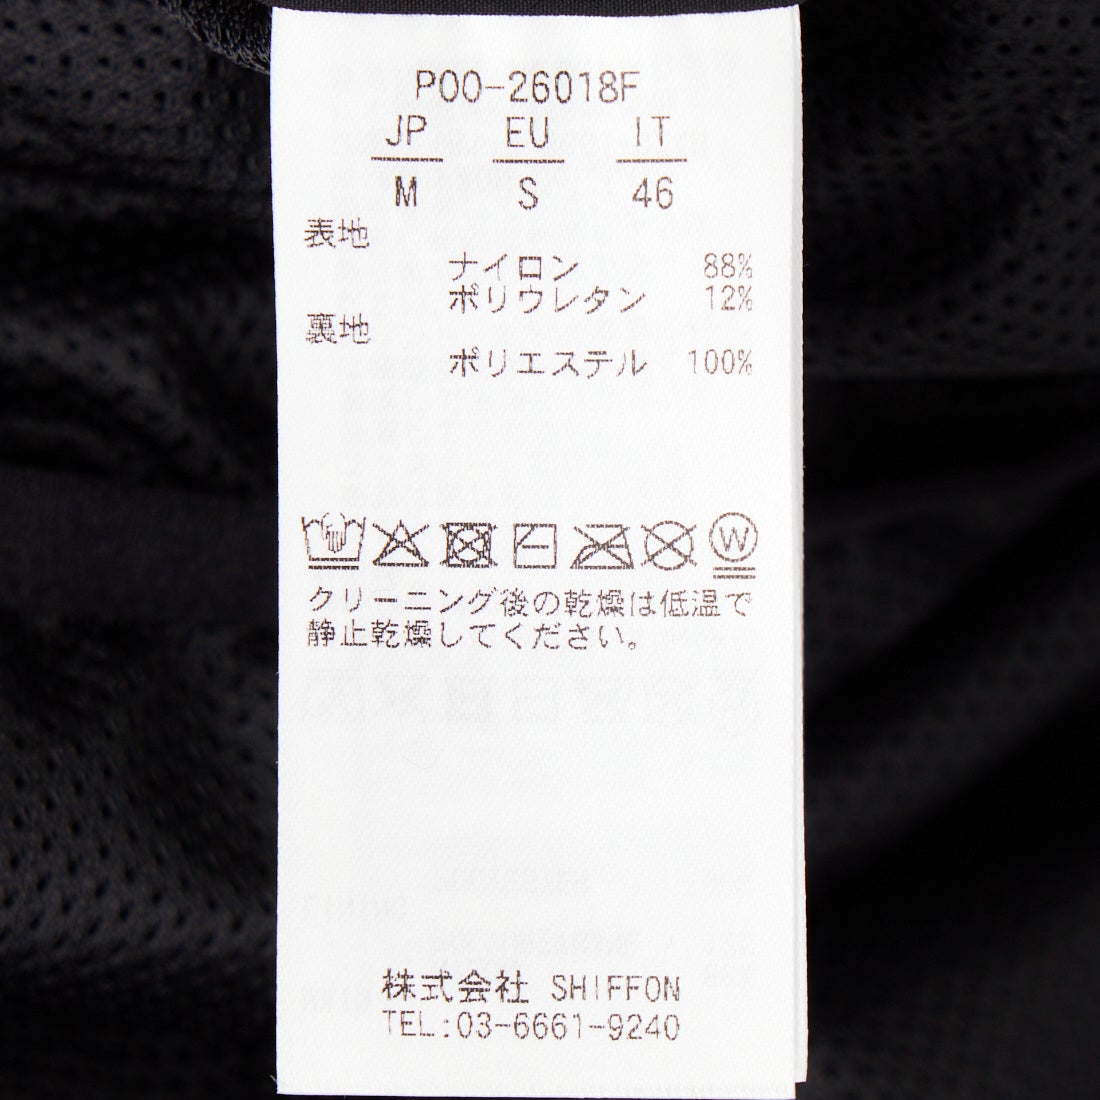 P00-26018F
JP EU IT
M S 46
表地
ナイロン 88%
ポリウレタン 12%
裏地
ポリエステル 100%
W
クリーニング後の乾燥は低温で
静止乾燥してください。
株式会社 SHIFFON
TEL:03-6661-9240